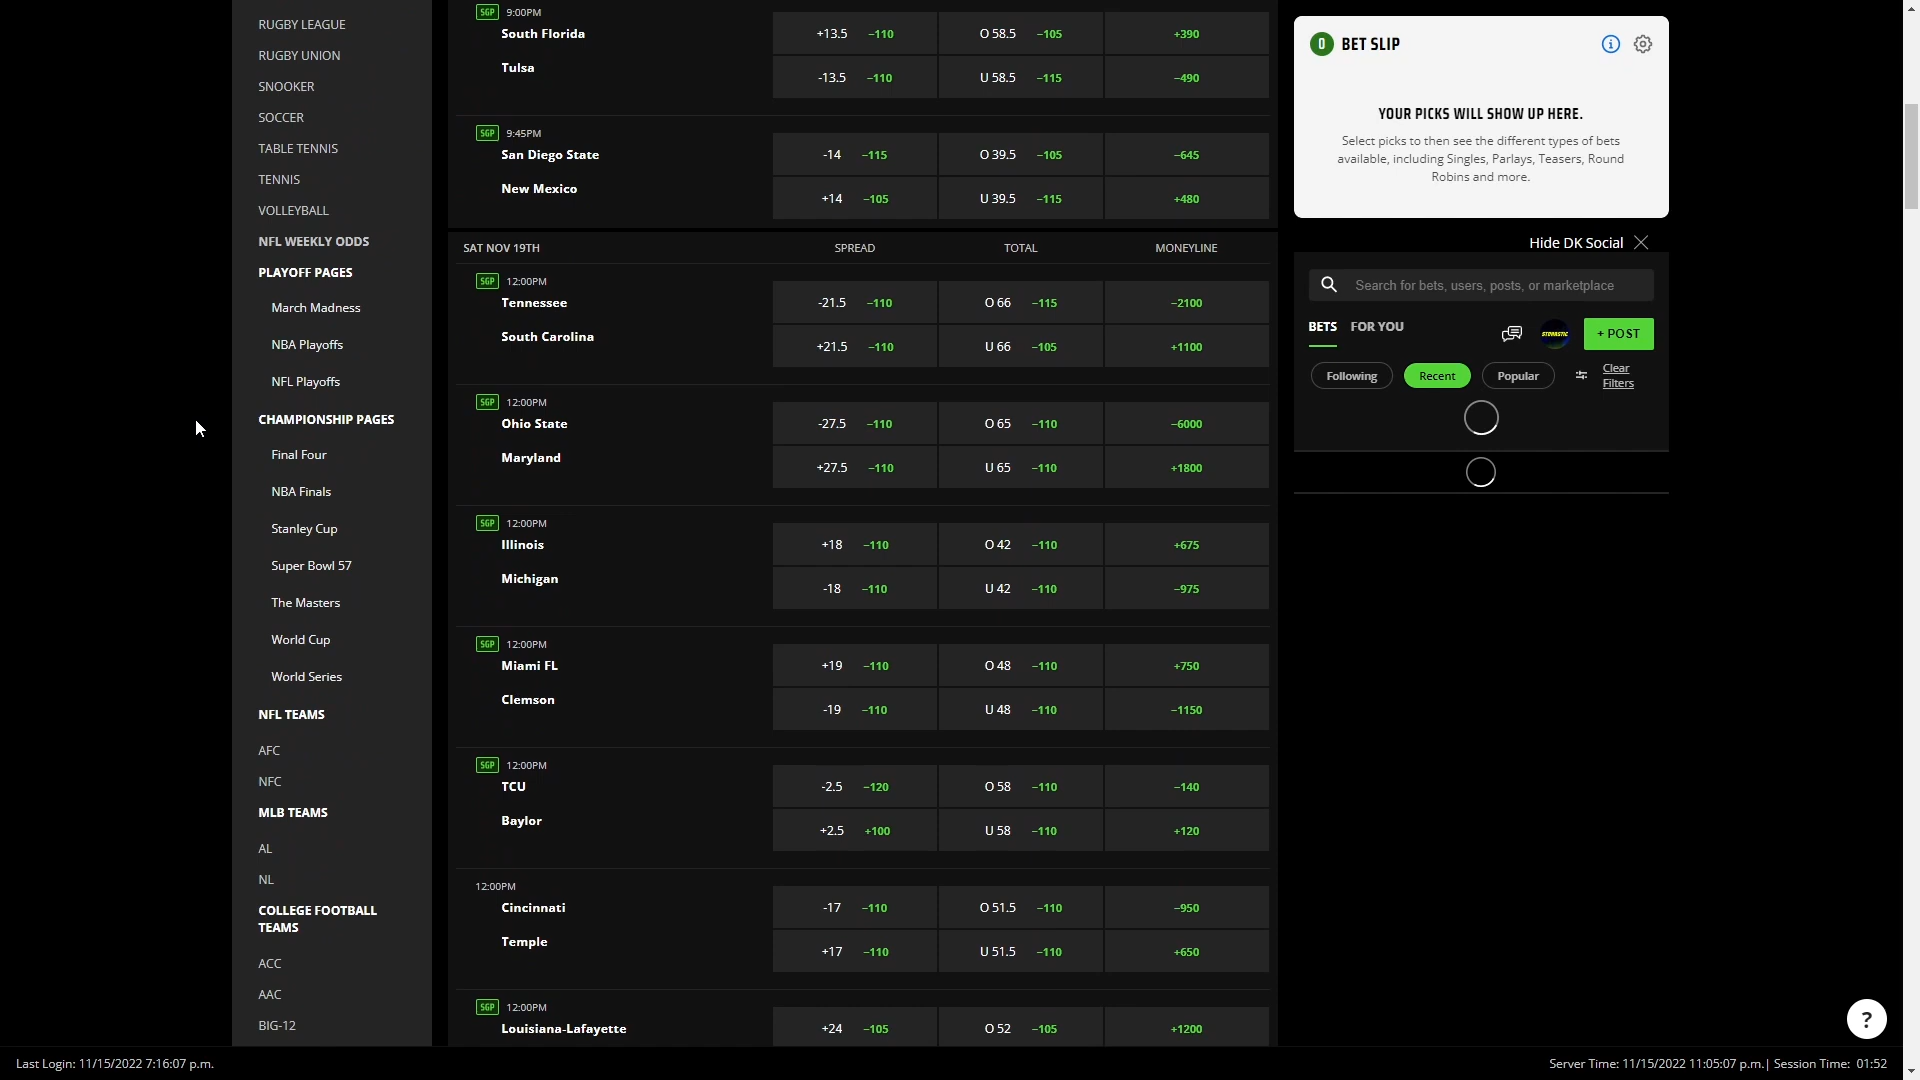 RUGBY LEAGUE
RUGBY UNION
SNOOKER
SOCCER
TABLE TENNIS
TENNIS
VOLLEYBALL
NFL WEEKLY ODDS
PLAYOFF PAGES
March Madness
NBA Playoffs
NFL Playoffs
CHAMPIONSHIP PAGES
Final Four
NBA Finals
Stanley Cup
Super Bowl 57
The Masters
World Cup
World Series
NFL TEAMS
AFC
NFC
MLB TEAMS
AL
NL
COLLEGE FOOTBALL
TEAMS
ACC
AAC
BIG-12
SGP 9:00PM
South Florida +13.5 −110 O 58.5 −105 +390
Tulsa -13.5 −110 U 58.5 −115 −490
SGP 9:45PM
San Diego State -14 −115 O 39.5 −105 −645
New Mexico +14 −105 U 39.5 −115 +480
SAT NOV 19TH SPREAD TOTAL MONEYLINE
SGP 12:00PM
Tennessee -21.5 −110 O 66 −115 −2100
South Carolina +21.5 −110 U 66 −105 +1100
SGP 12:00PM
Ohio State -27.5 −110 O 65 −110 −6000
Maryland +27.5 −110 U 65 −110 +1800
SGP 12:00PM
Illinois +18 −110 O 42 −110 +675
Michigan -18 −110 U 42 −110 −975
SGP 12:00PM
Miami FL +19 −110 O 48 −110 +750
Clemson -19 −110 U 48 −110 −1150
SGP 12:00PM
TCU -2.5 −120 O 58 −110 −140
Baylor +2.5 +100 U 58 −110 +120
12:00PM
Cincinnati -17 −110 O 51.5 −110 −950
Temple +17 −110 U 51.5 −110 +650
SGP 12:00PM
Louisiana-Lafayette +24 −105 O 52 −105 +1200
0 BET SLIP
YOUR PICKS WILL SHOW UP HERE.
Select picks to then see the different types of bets
available, including Singles, Parlays, Teasers, Round
Robins and more.
Hide DK Social
Search for bets, users, posts, or marketplace
BETS FOR YOU STOKASTIC + POST
Following Recent Popular Clear
Filters
?
Last Login: 11/15/2022 7:16:07 p.m.
Server Time: 11/15/2022 11:05:07 p.m.| Session Time: 01:52